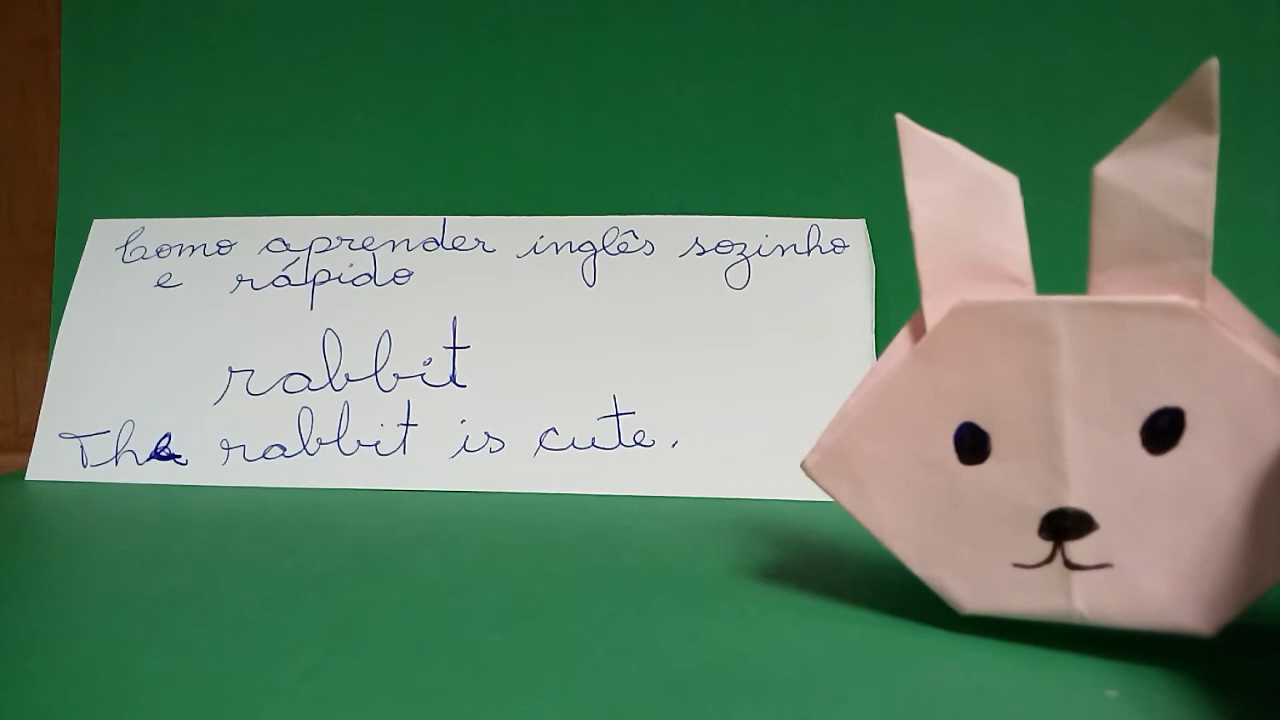 Como aprender inglês sozinho
e rápido
rabbit
The rabbit is cute.